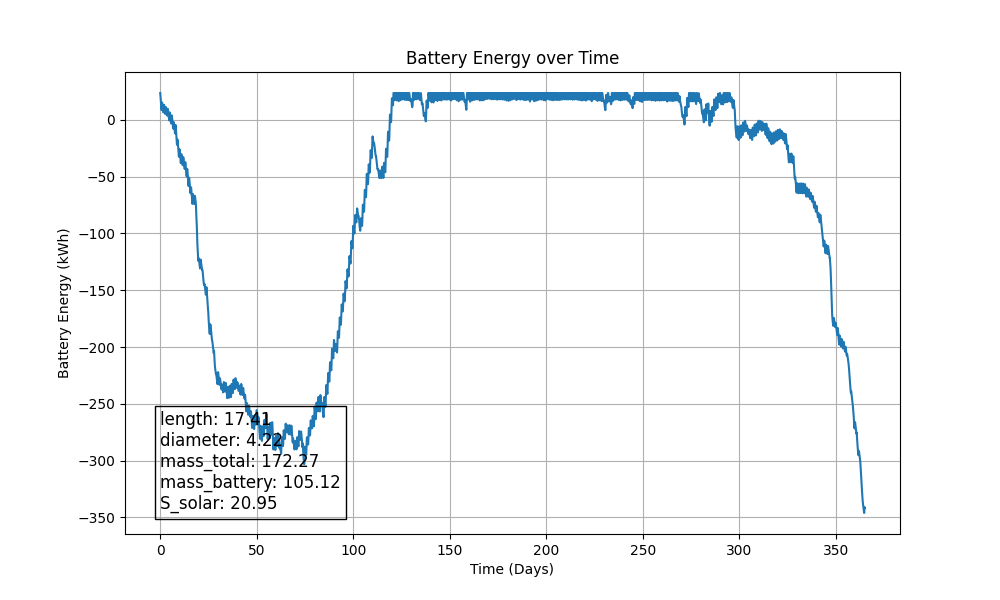 Battery Energy over Time
Battery Energy (kWh)
0
−50
−100
−150
−200
−250
−300
−350
length: 17.41
diameter: 4.22
mass_total: 172.27
mass_battery: 105.12
S_solar: 20.95
0 50 100 150 200 250 300 350
Time (Days)